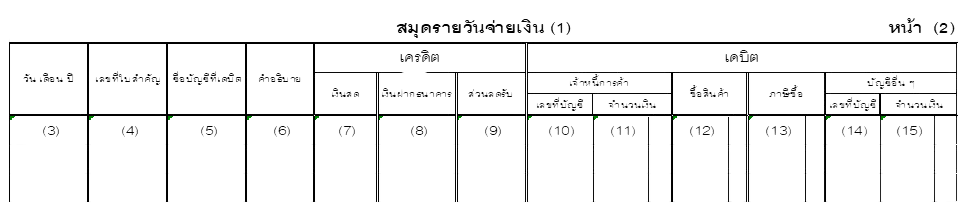 สมุดรายวันจ่ายเงิน (1) หน้า (2)
เครดิต เดบิต
วัน เดือน ปี เลขที่ใบสำคัญ ชื่อบัญชีที่เดบิต คำอธิบาย เงินสด เงินฝากธนาคาร ส่วนลดรับ เจ้าหนี้การค้า ซื้อสินค้า ภาษีซื้อ บัญชีอื่น ๆ
เลขที่บัญชี จำนวนเงิน เลขที่บัญชี จำนวนเงิน
(3) (4) (5) (6) (7) (8) (9) (10) (11) (12) (13) (14) (15)